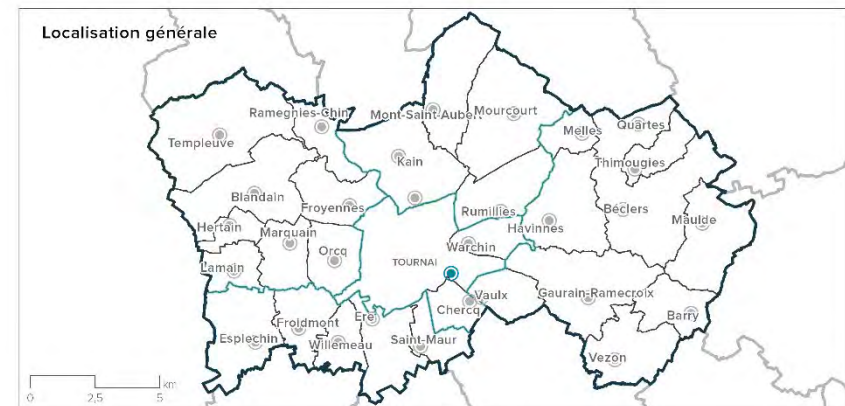 Localisation générale
Ramegnies-Chin
Mont-Saint-Aubert
Mourcourt
Templeuve
Melles
Quartes
Kain
Thimougies
Blandain
Froyennes
Rumillies
Béclers
Maulde
Hertain
Marquain
Havinnes
Orcq
Warchin
Lamain
TOURNAI
Vaulx
Gaurain-Ramecroix
Chercq
Barry
Froidmont
Ere
Esplechin
Willemeau
Saint-Maur
Vezon
km
0 2,5 5